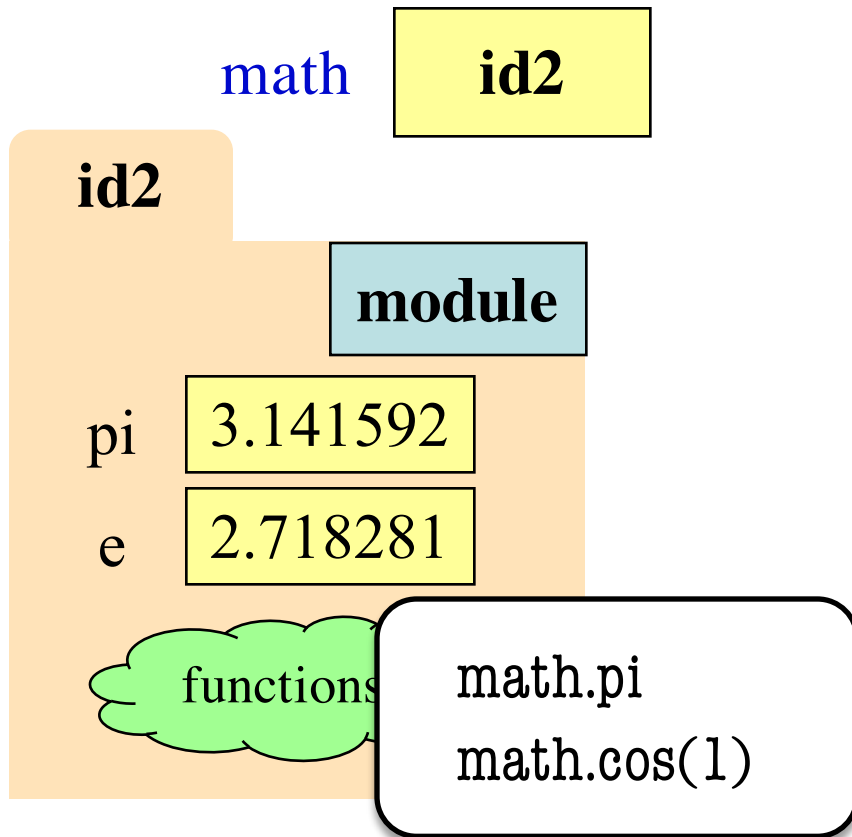 math id2
id2
module
pi 3.141592
e 2.718281
functions
math.pi
math.cos(1)